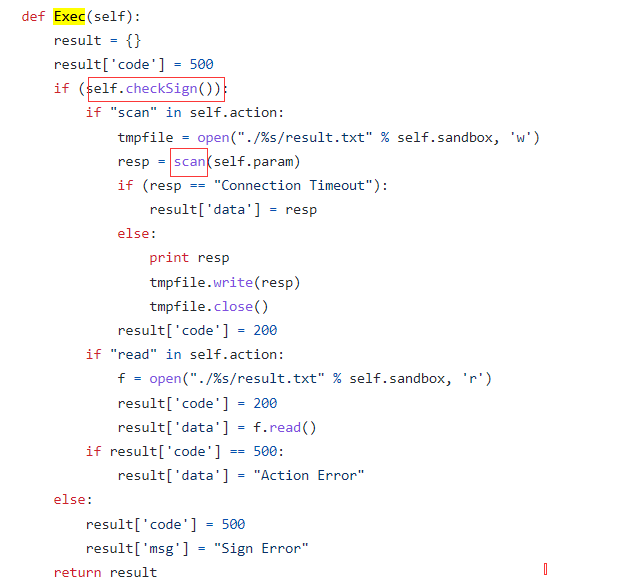 def Exec(self):
    result = {}
    result['code'] = 500
    if (self.checkSign()):
        if "scan" in self.action:
            tmpfile = open("./%s/result.txt" % self.sandbox, 'w')
            resp = scan(self.param)
            if (resp == "Connection Timeout"):
                result['data'] = resp
            else:
                print resp
                tmpfile.write(resp)
                tmpfile.close()
            result['code'] = 200
        if "read" in self.action:
            f = open("./%s/result.txt" % self.sandbox, 'r')
            result['code'] = 200
            result['data'] = f.read()
        if result['code'] == 500:
            result['data'] = "Action Error"
    else:
        result['code'] = 500
        result['msg'] = "Sign Error"
    return result